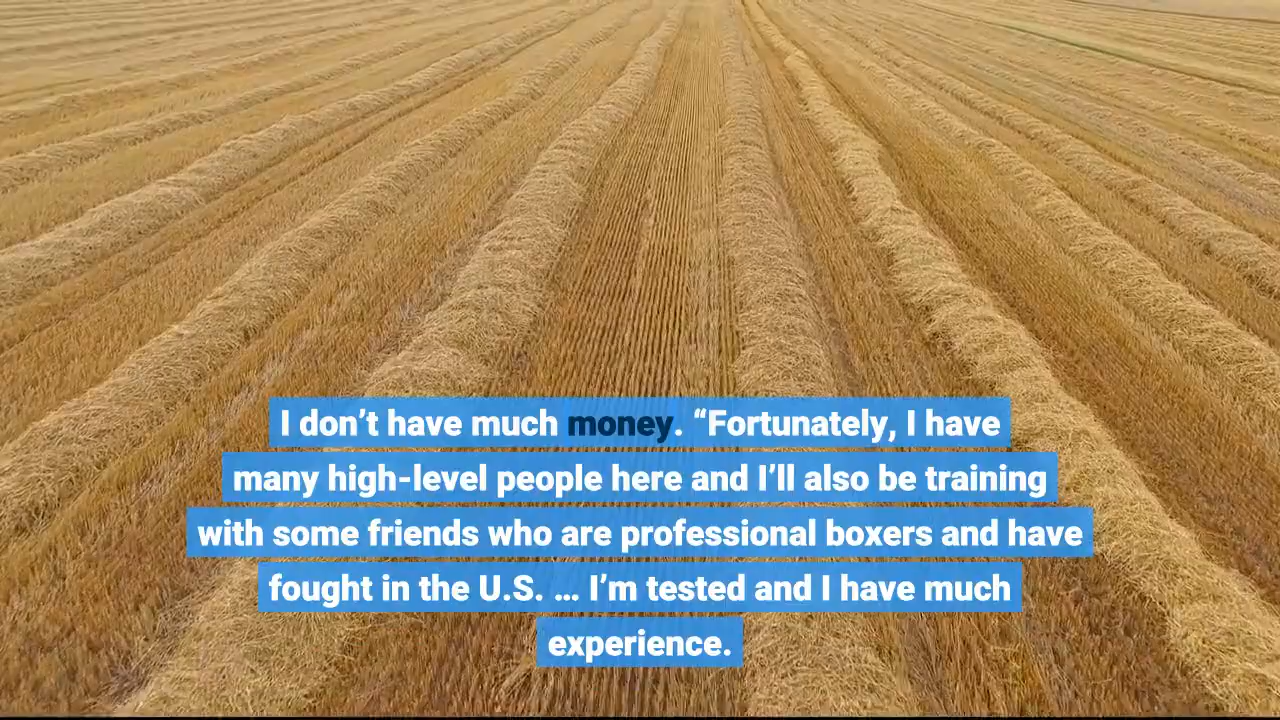 I don’t have much money. “Fortunately, I have
many high-level people here and I’ll also be training
with some friends who are professional boxers and have
fought in the U.S. … I’m tested and I have much
experience.